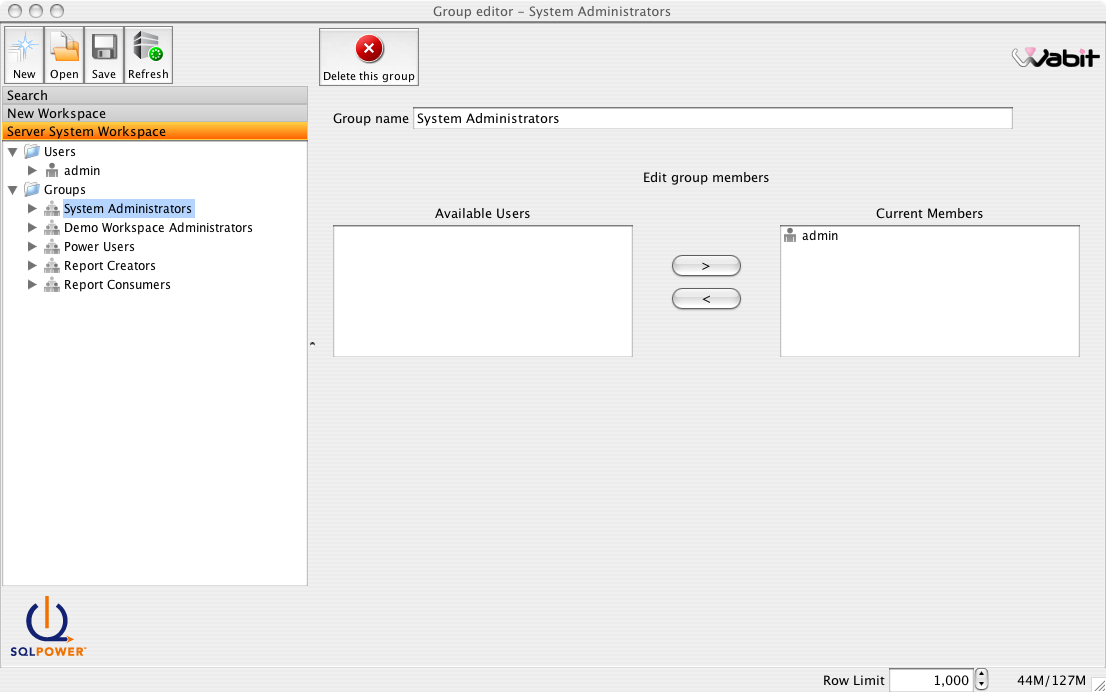 Group editor – System Administrators
New Open Save Refresh
Delete this group
Wabit
Search
New Workspace
Server System Workspace
Users
admin
Groups
System Administrators
Demo Workspace Administrators
Power Users
Report Creators
Report Consumers
Group name System Administrators
Edit group members
Available Users
Current Members
admin
>
<
SQLPOWER
Row Limit 1,000 44M/127M